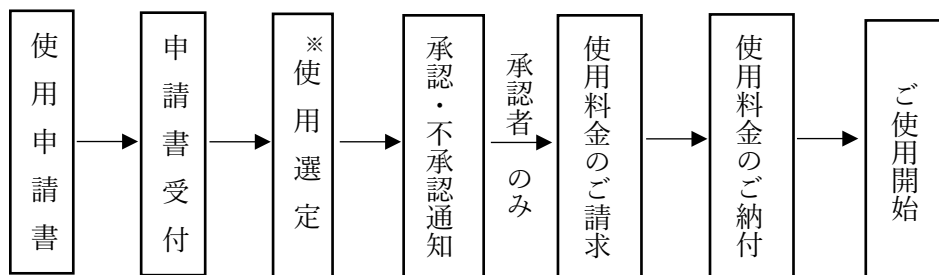 使用申請書
申請書受付
※使用選定
承認・不承認通知
承認者のみ
使用料金のご請求
使用料金のご納付
ご使用開始